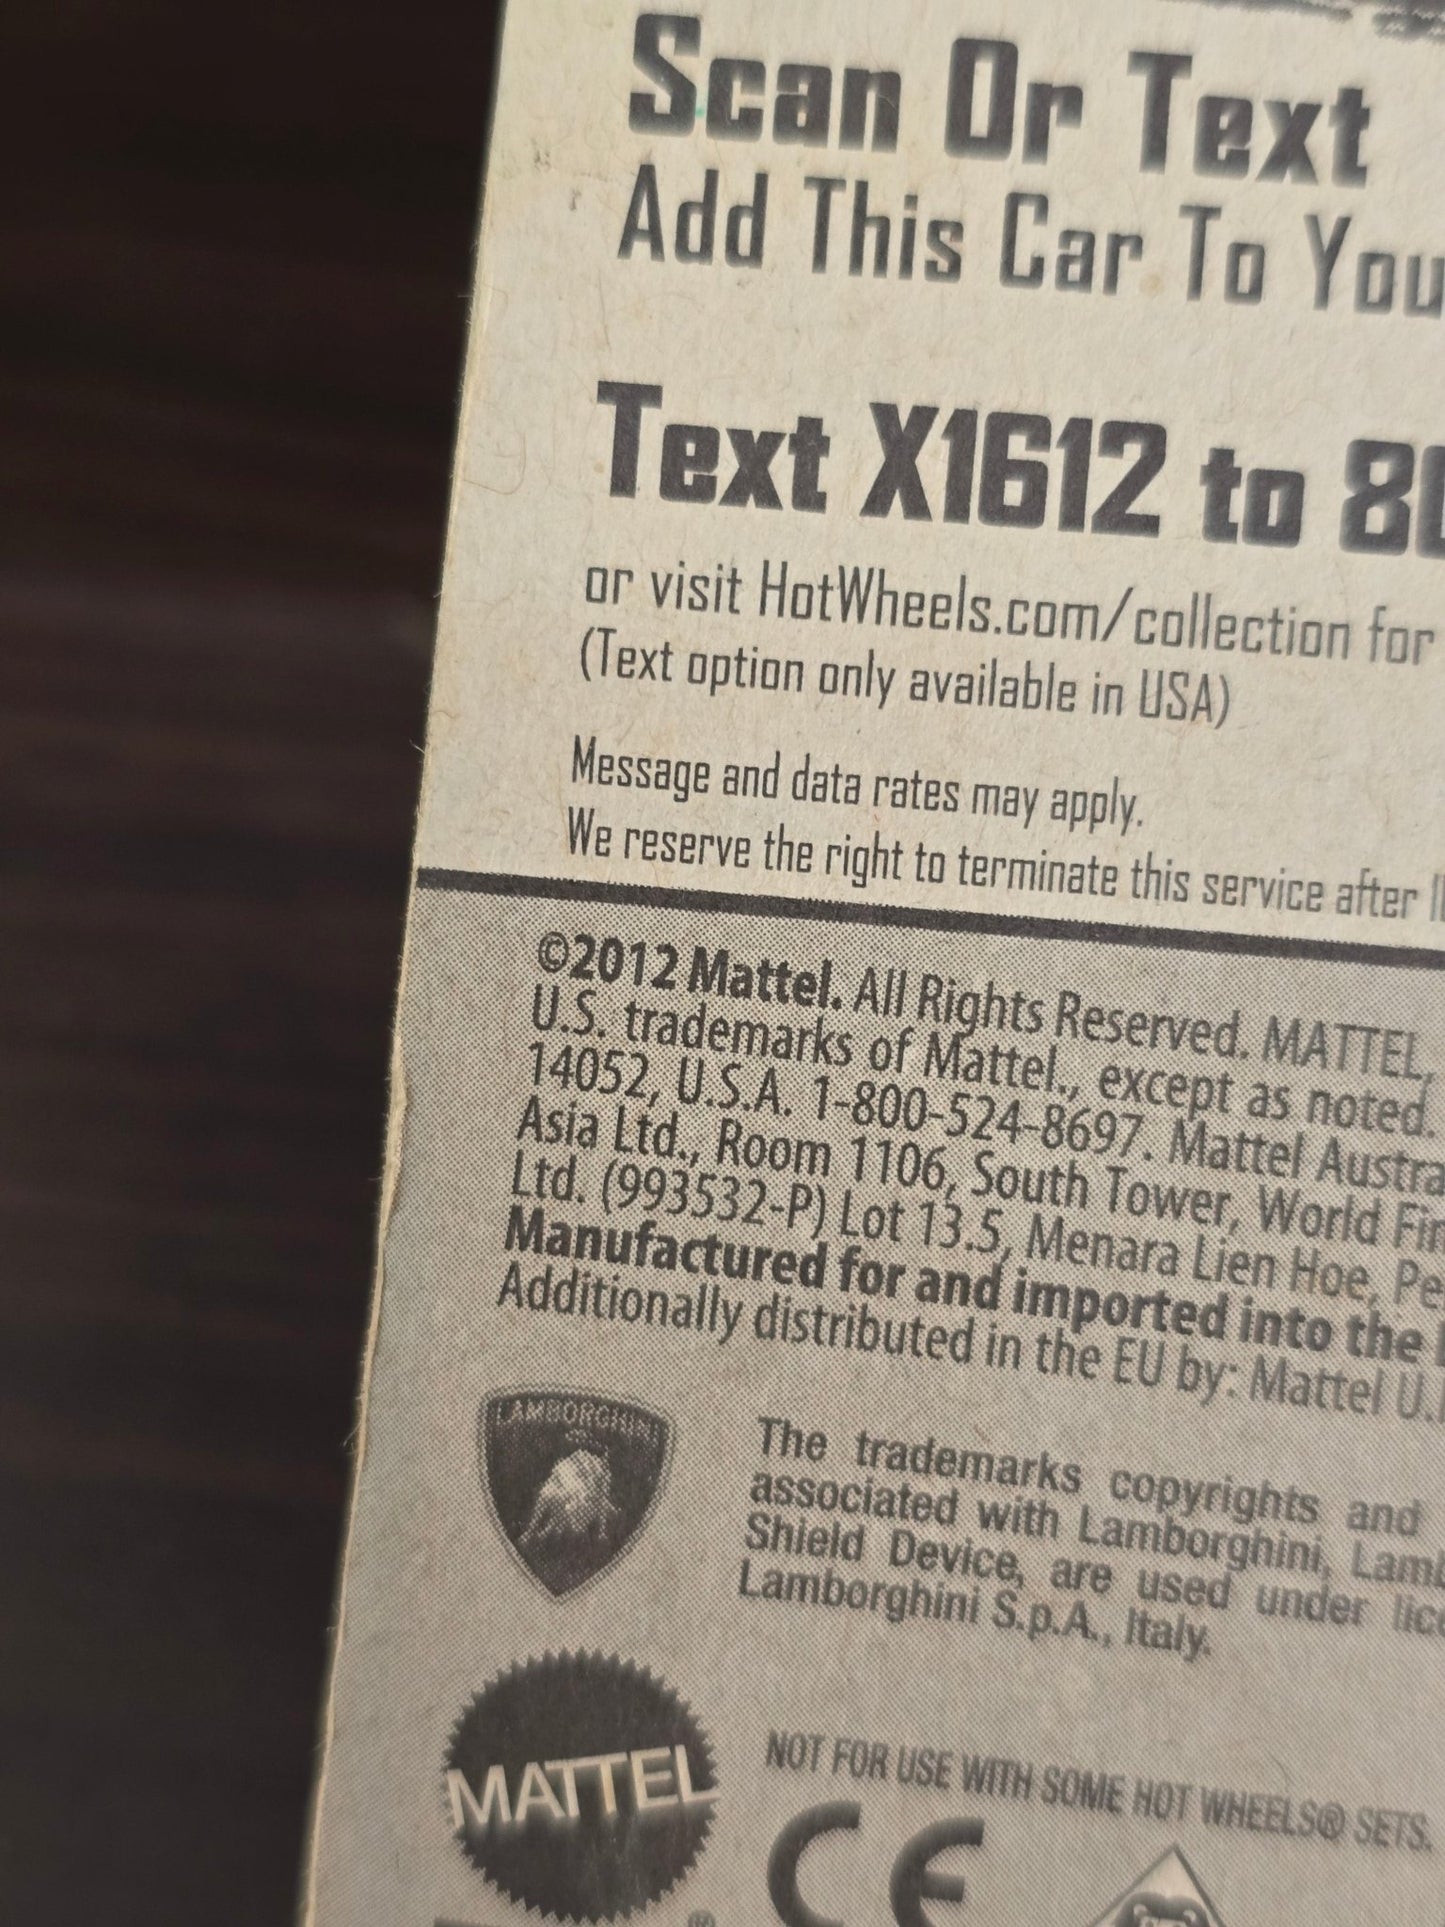 Scan Or Text
Add This Car To You
Text X1612 to 8
or visit HotWheels.com/collection for
(Text option only available in USA)
Message and data rates may apply.
We reserve the right to terminate this service after
©2012 Mattel. All Rights Reserved. MATTEL,
U.S. trademarks of Mattel., except as noted.
14052, U.S.A. 1-800-524-8697. Mattel Austra
Asia Ltd., Room 1106, South Tower, World Fin
Ltd. (993532-P) Lot 13.5, Menara Lien Hoe, Pe
Manufactured for and imported into the
Additionally distributed in the EU by: Mattel U.
LAMBORGHINI
The trademarks copyrights and
associated with Lamborghini, Lamb
Shield Device, are used under lic
Lamborghini S.p.A., Italy.
MATTEL
NOT FOR USE WITH SOME HOT WHEELS® SETS.
CE